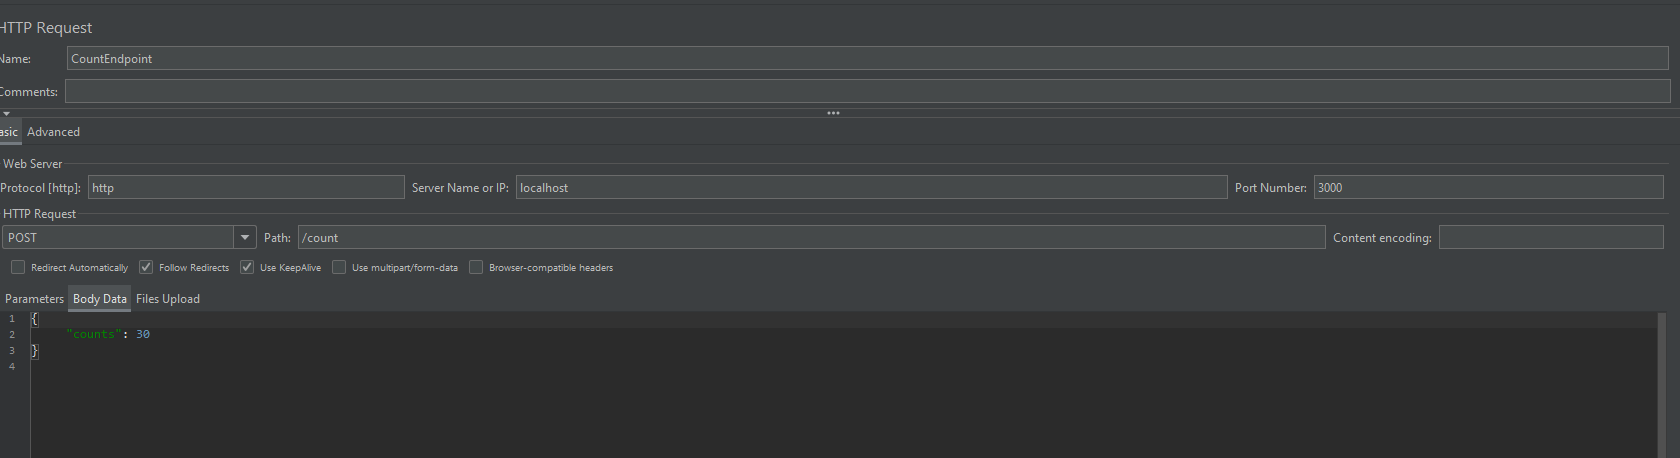 HTTP Request
Name: CountEndpoint
Comments:
asic Advanced
Web Server
Protocol [http]: http Server Name or IP: localhost Port Number: 3000
HTTP Request
POST Path: /count Content encoding:
Redirect Automatically Follow Redirects Use KeepAlive Use multipart/form-data Browser-compatible headers
Parameters Body Data Files Upload
1 {
2 "counts": 30
3 }
4